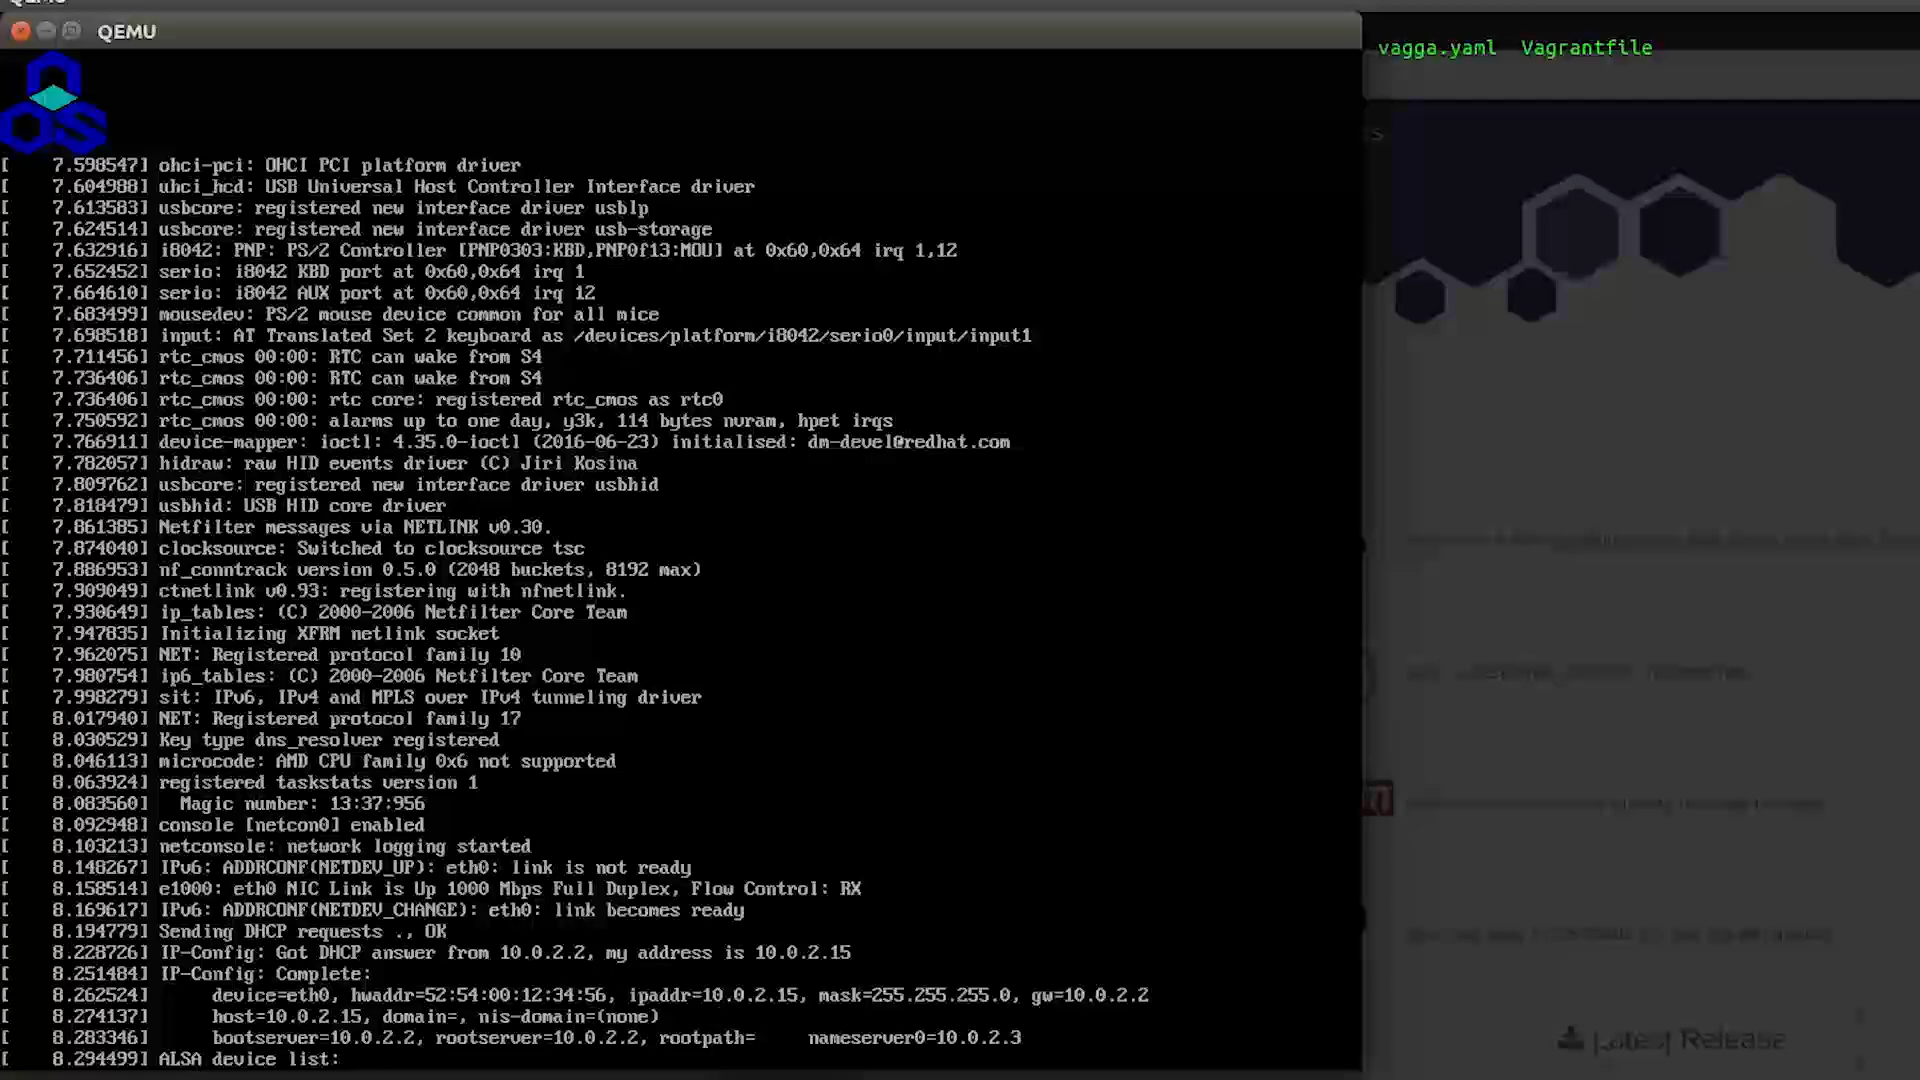 QEMU
vagga.yaml  Vagrantfile
[    7.598547] ohci-pci: OHCI PCI platform driver
[    7.604988] uhci_hcd: USB Universal Host Controller Interface driver
[    7.613583] usbcore: registered new interface driver usblp
[    7.624514] usbcore: registered new interface driver usb-storage
[    7.632916] i8042: PNP: PS/2 Controller [PNP0303:KBD,PNP0f13:MOU] at 0x60,0x64 irq 1,12
[    7.652452] serio: i8042 KBD port at 0x60,0x64 irq 1
[    7.664610] serio: i8042 AUX port at 0x60,0x64 irq 12
[    7.683499] mousedev: PS/2 mouse device common for all mice
[    7.698518] input: AT Translated Set 2 keyboard as /devices/platform/i8042/serio0/input/input1
[    7.711456] rtc_cmos 00:00: RTC can wake from S4
[    7.736406] rtc_cmos 00:00: RTC can wake from S4
[    7.736406] rtc_cmos 00:00: rtc core: registered rtc_cmos as rtc0
[    7.750592] rtc_cmos 00:00: alarms up to one day, y3k, 114 bytes nvram, hpet irqs
[    7.766911] device-mapper: ioctl: 4.35.0-ioctl (2016-06-23) initialised: dm-devel@redhat.com
[    7.782057] hidraw: raw HID events driver (C) Jiri Kosina
[    7.809762] usbcore: registered new interface driver usbhid
[    7.818479] usbhid: USB HID core driver
[    7.861385] Netfilter messages via NETLINK v0.30.
[    7.874040] clocksource: Switched to clocksource tsc
[    7.886953] nf_conntrack version 0.5.0 (2048 buckets, 8192 max)
[    7.909049] ctnetlink v0.93: registering with nfnetlink.
[    7.930649] ip_tables: (C) 2000-2006 Netfilter Core Team
[    7.947835] Initializing XFRM netlink socket
[    7.962075] NET: Registered protocol family 10
[    7.980754] ip6_tables: (C) 2000-2006 Netfilter Core Team
[    7.998279] sit: IPv6, IPv4 and MPLS over IPv4 tunneling driver
[    8.017940] NET: Registered protocol family 17
[    8.030529] Key type dns_resolver registered
[    8.046113] microcode: AMD CPU family 0x6 not supported
[    8.063924] registered taskstats version 1
[    8.083560]   Magic number: 13:37:956
[    8.092948] console [netcon0] enabled
[    8.103213] netconsole: network logging started
[    8.148267] IPv6: ADDRCONF(NETDEV_UP): eth0: link is not ready
[    8.158514] e1000: eth0 NIC Link is Up 1000 Mbps Full Duplex, Flow Control: RX
[    8.169617] IPv6: ADDRCONF(NETDEV_CHANGE): eth0: link becomes ready
[    8.194779] Sending DHCP requests ., OK
[    8.228726] IP-Config: Got DHCP answer from 10.0.2.2, my address is 10.0.2.15
[    8.251484] IP-Config: Complete:
[    8.262524]      device=eth0, hwaddr=52:54:00:12:34:56, ipaddr=10.0.2.15, mask=255.255.255.0, gw=10.0.2.2
[    8.274137]      host=10.0.2.15, domain=, nis-domain=(none)
[    8.283346]      bootserver=10.0.2.2, rootserver=10.0.2.2, rootpath=     nameserver0=10.0.2.3
[    8.294499] ALSA device list:
Latest Release